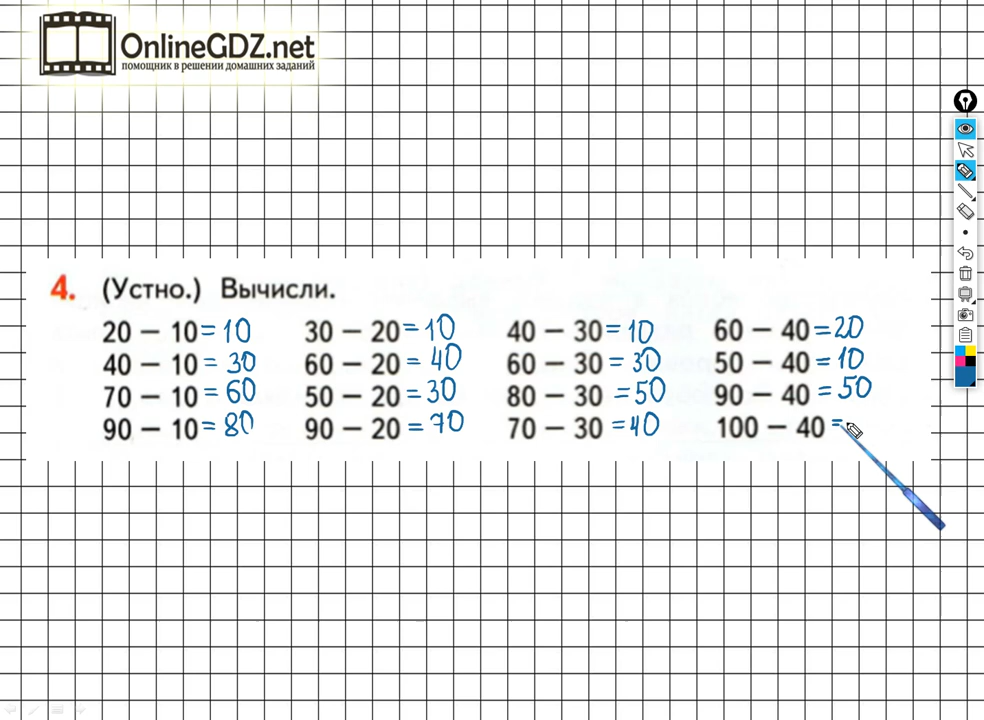 OnlineGDZ.net
помощник в решении домашних заданий
4. (Устно.) Вычисли.
20 − 10 = 10 30 − 20 = 10 40 − 30 = 10 60 − 40 = 20
40 − 10 = 30 60 − 20 = 40 60 − 30 = 30 50 − 40 = 10
70 − 10 = 60 50 − 20 = 30 80 − 30 = 50 90 − 40 = 50
90 − 10 = 80 90 − 20 = 70 70 − 30 = 40 100 − 40 =